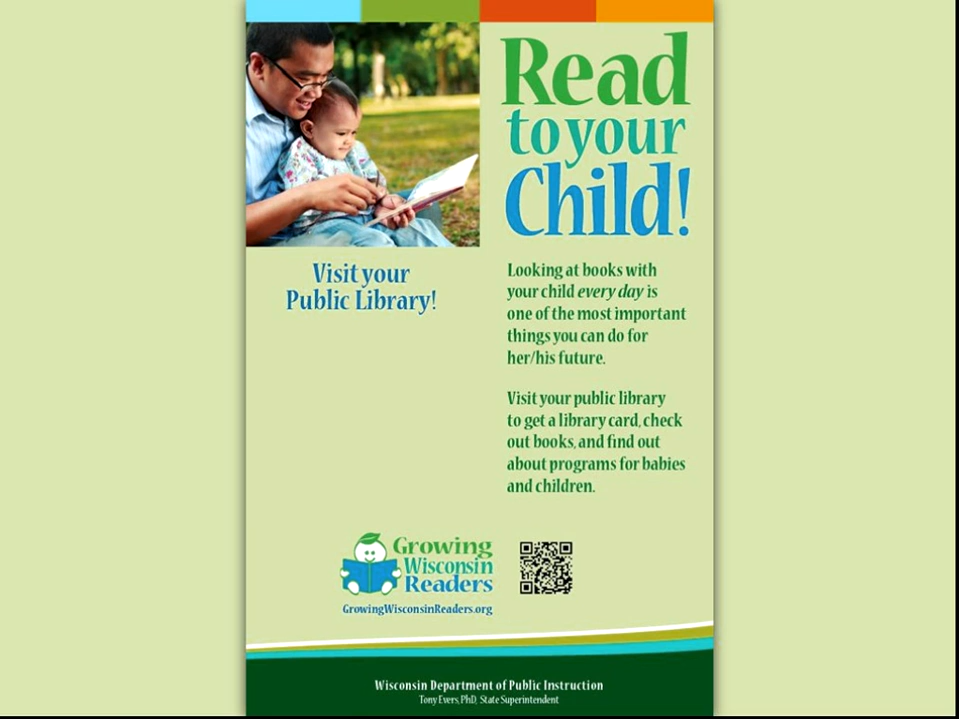 Read
to your
Child!
Visit your
Public Library!
Looking at books with
your child every day is
one of the most important
things you can do for
her/his future.
Visit your public library
to get a library card, check
out books, and find out
about programs for babies
and children.
Growing
Wisconsin
Readers
GrowingWisconsinReaders.org
Wisconsin Department of Public Instruction
Tony Evers, PhD, State Superintendent